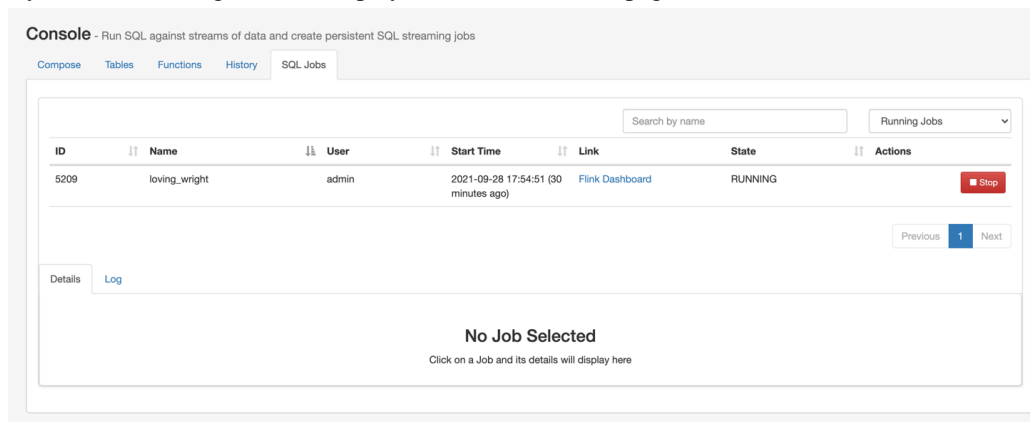 Console - Run SQL against streams of data and create persistent SQL streaming jobs
Compose Tables Functions History SQL Jobs
Search by name Running Jobs
ID Name User Start Time Link State Actions
5209 loving_wright admin 2021-09-28 17:54:51 (30 Flink Dashboard RUNNING Stop
minutes ago)
Previous 1 Next
Details Log
No Job Selected
Click on a Job and its details will display here